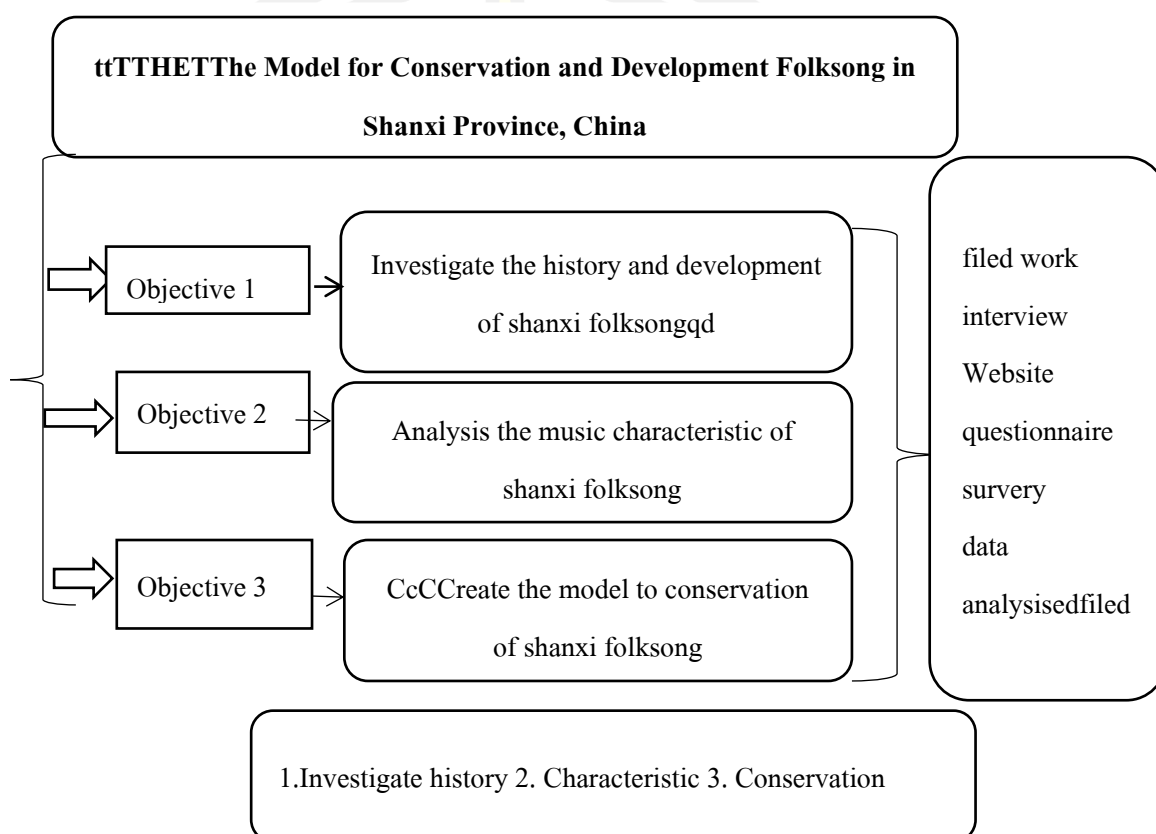 ttTTHETThe Model for Conservation and Development Folksong in
Shanxi Province, China
Objective 1
Investigate the history and development
of shanxi folksongqd
Objective 2
Analysis the music characteristic of
shanxi folksong
Objective 3
CcCCreate the model to conservation
of shanxi folksong
filed work
interview
Website
questionnaire
survery
data
analysisedfiled
1.Investigate history 2. Characteristic 3. Conservation